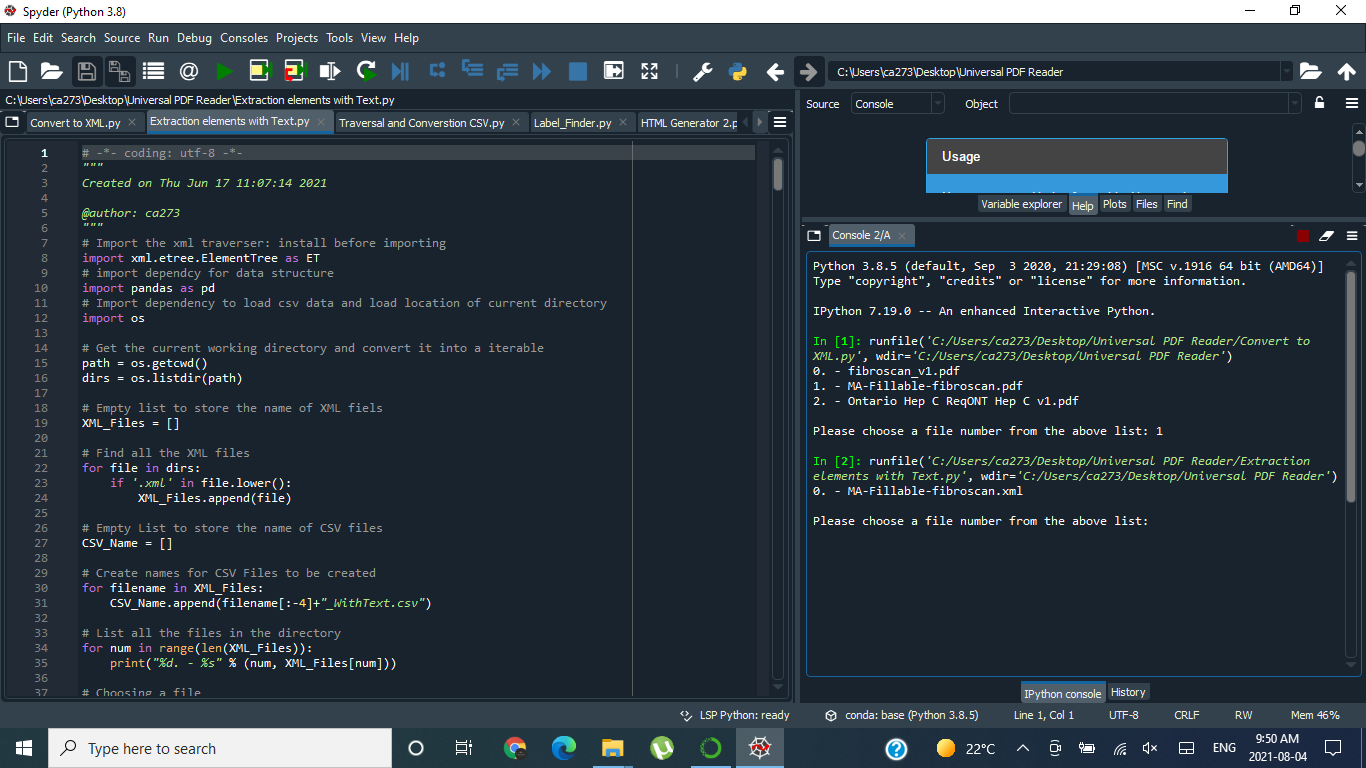 Spyder (Python 3.8)
File Edit Search Source Run Debug Consoles Projects Tools View Help
C:\Users\ca273\Desktop\Universal PDF Reader
C:\Users\ca273\Desktop\Universal PDF Reader\Extraction elements with Text.py
Convert to XML.py
Extraction elements with Text.py
Traversal and Converstion CSV.py
Label_Finder.py
HTML Generator 2.p
1 # -*- coding: utf-8 -*-
2 """
3 Created on Thu Jun 17 11:07:14 2021
4
5 @author: ca273
6 """
7 # Import the xml traverser: install before importing
8 import xml.etree.ElementTree as ET
9 # import dependcy for data structure
10 import pandas as pd
11 # Import dependency to load csv data and load location of current directory
12 import os
13
14 # Get the current working directory and convert it into a iterable
15 path = os.getcwd()
16 dirs = os.listdir(path)
17
18 # Empty list to store the name of XML fiels
19 XML_Files = []
20
21 # Find all the XML files
22 for file in dirs:
23     if '.xml' in file.lower():
24         XML_Files.append(file)
25
26 # Empty List to store the name of CSV files
27 CSV_Name = []
28
29 # Create names for CSV Files to be created
30 for filename in XML_Files:
31     CSV_Name.append(filename[:-4]+"_WithText.csv")
32
33 # List all the files in the directory
34 for num in range(len(XML_Files)):
35     print("%d. - %s" % (num, XML_Files[num]))
36
37 # Choosing a file
Source Console Object
Usage
Variable explorer Help Plots Files Find
Console 2/A
Python 3.8.5 (default, Sep  3 2020, 21:29:08) [MSC v.1916 64 bit (AMD64)]
Type "copyright", "credits" or "license" for more information.
IPython 7.19.0 -- An enhanced Interactive Python.
In [1]: runfile('C:/Users/ca273/Desktop/Universal PDF Reader/Convert to
XML.py', wdir='C:/Users/ca273/Desktop/Universal PDF Reader')
0. - fibroscan_v1.pdf
1. - MA-Fillable-fibroscan.pdf
2. - Ontario Hep C ReqONT Hep C v1.pdf
Please choose a file number from the above list: 1
In [2]: runfile('C:/Users/ca273/Desktop/Universal PDF Reader/Extraction
elements with Text.py', wdir='C:/Users/ca273/Desktop/Universal PDF Reader')
0. - MA-Fillable-fibroscan.xml
Please choose a file number from the above list:
IPython console History
LSP Python: ready conda: base (Python 3.8.5) Line 1, Col 1 UTF-8 CRLF RW Mem 46%
Type here to search
22°C
ENG
9:50 AM
2021-08-04